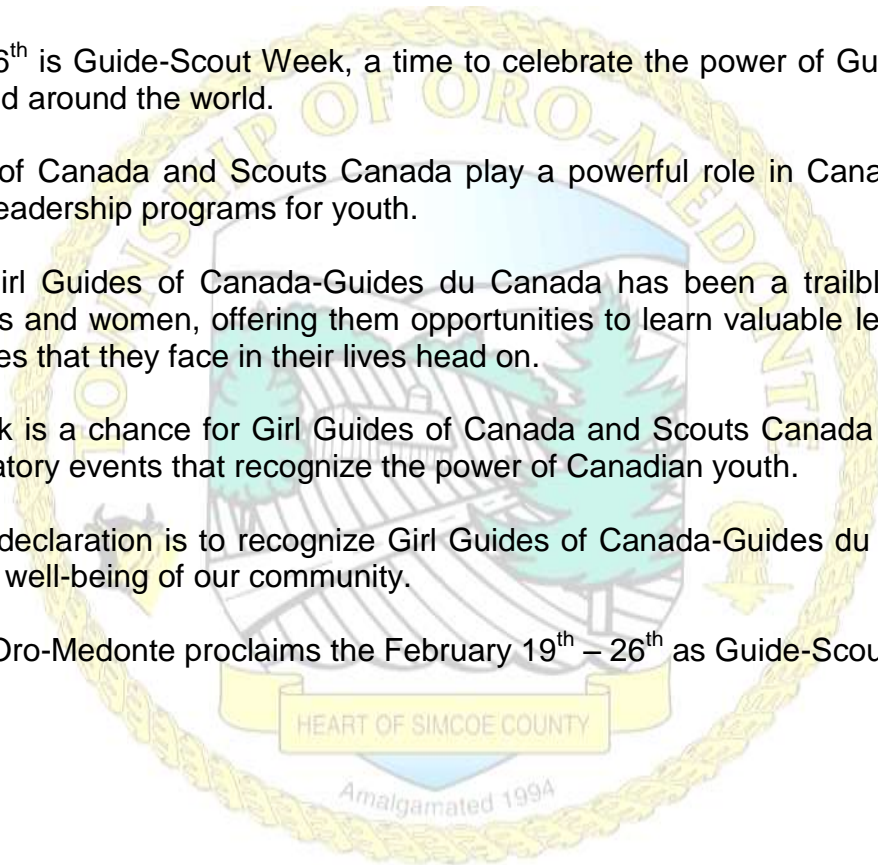 6th is Guide-Scout Week, a time to celebrate the power of Gu
d around the world.
of Canada and Scouts Canada play a powerful role in Cana
eadership programs for youth.
irl Guides of Canada-Guides du Canada has been a trailbl
s and women, offering them opportunities to learn valuable le
es that they face in their lives head on.
k is a chance for Girl Guides of Canada and Scouts Canada
atory events that recognize the power of Canadian youth.
declaration is to recognize Girl Guides of Canada-Guides du
well-being of our community.
Oro-Medonte proclaims the February 19th – 26th as Guide-Scou
TOWNSHIP OF ORO-MEDONTE
HEART OF SIMCOE COUNTY
Amalgamated 1994